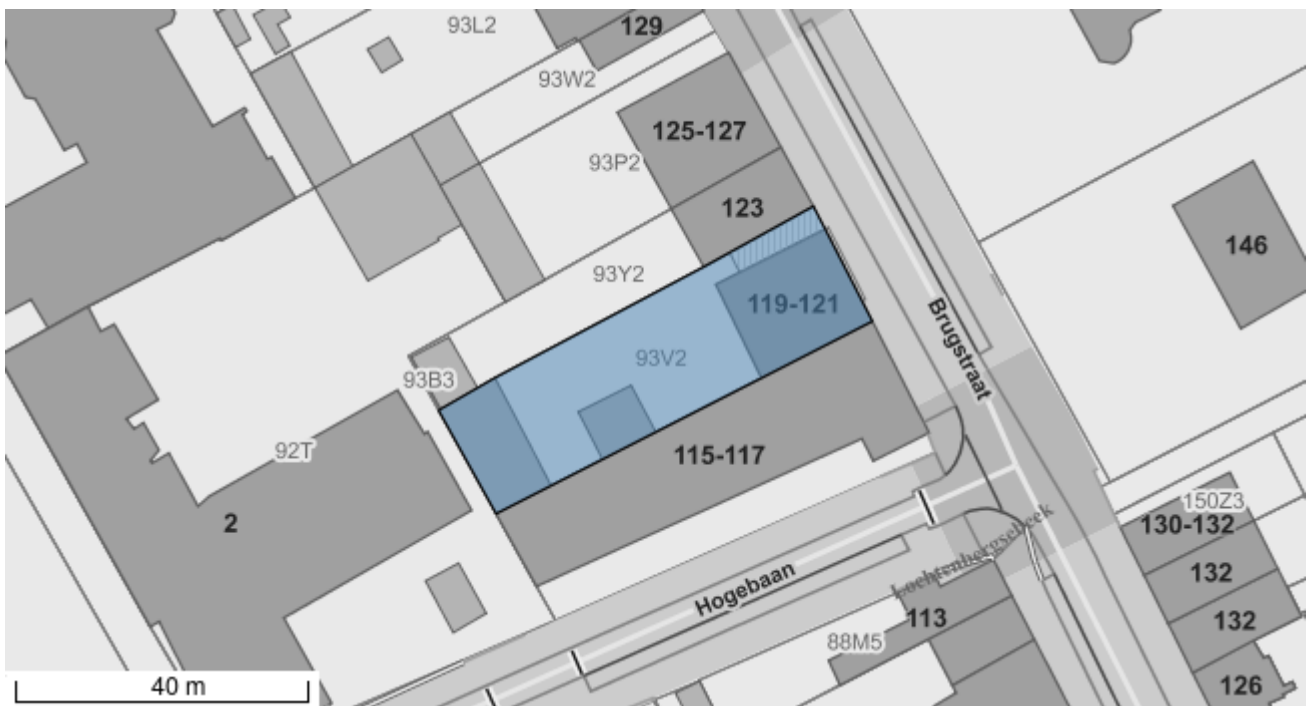 93L2
129
93W2
125-127
93P2
123
146
93Y2
119-121
Brugstraat
93V2
93B3
92T
115-117
2
150Z3
130-132
Lochtenbergsebeek
132
Hogebaan
113
132
88M5
126
40 m